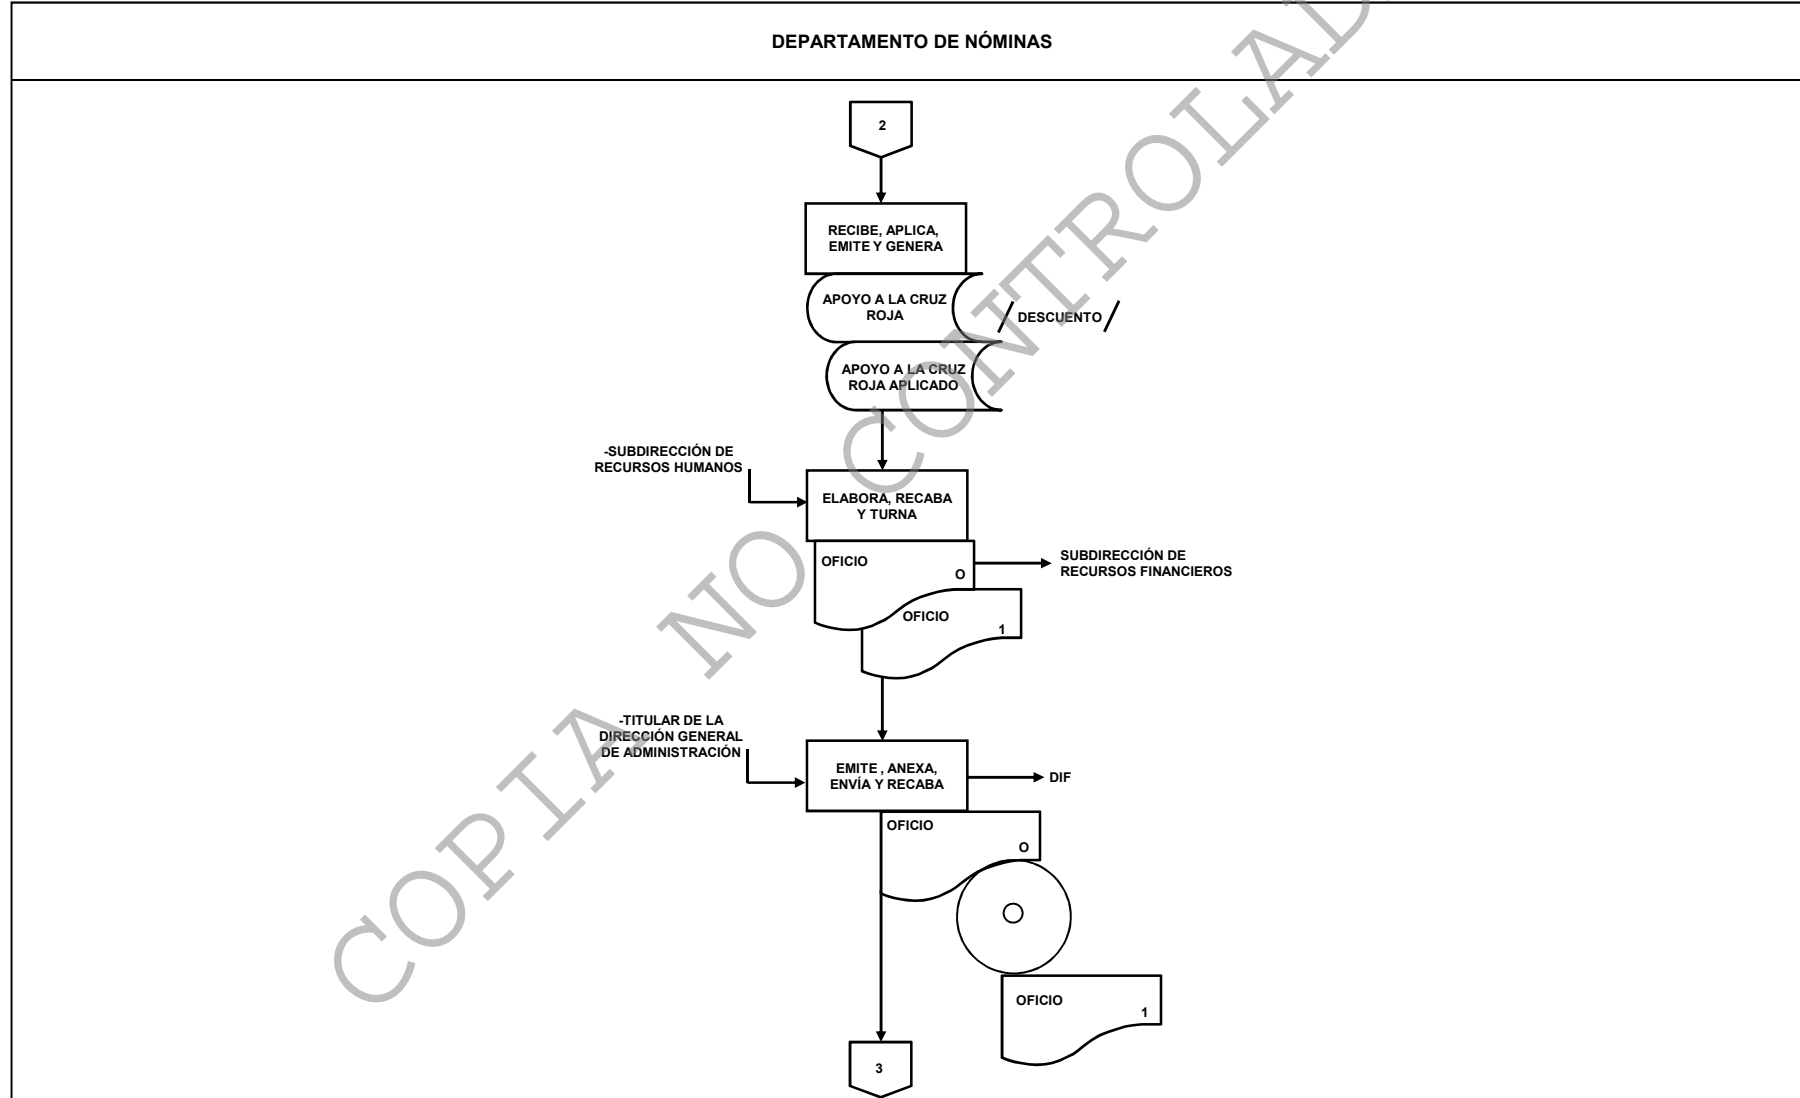 DEPARTAMENTO DE NÓMINAS
2
RECIBE, APLICA,
EMITE Y GENERA
APOYO A LA CRUZ
ROJA
/ DESCUENTO /
APOYO A LA CRUZ
ROJA APLICADO
-SUBDIRECCIÓN DE
RECURSOS HUMANOS
ELABORA, RECABA
Y TURNA
OFICIO
O
SUBDIRECCIÓN DE
RECURSOS FINANCIEROS
OFICIO
1
-TITULAR DE LA
DIRECCIÓN GENERAL
DE ADMINISTRACIÓN
EMITE , ANEXA,
ENVÍA Y RECABA
DIF
OFICIO
O
OFICIO
1
3
COPIA NO CONTROLAD